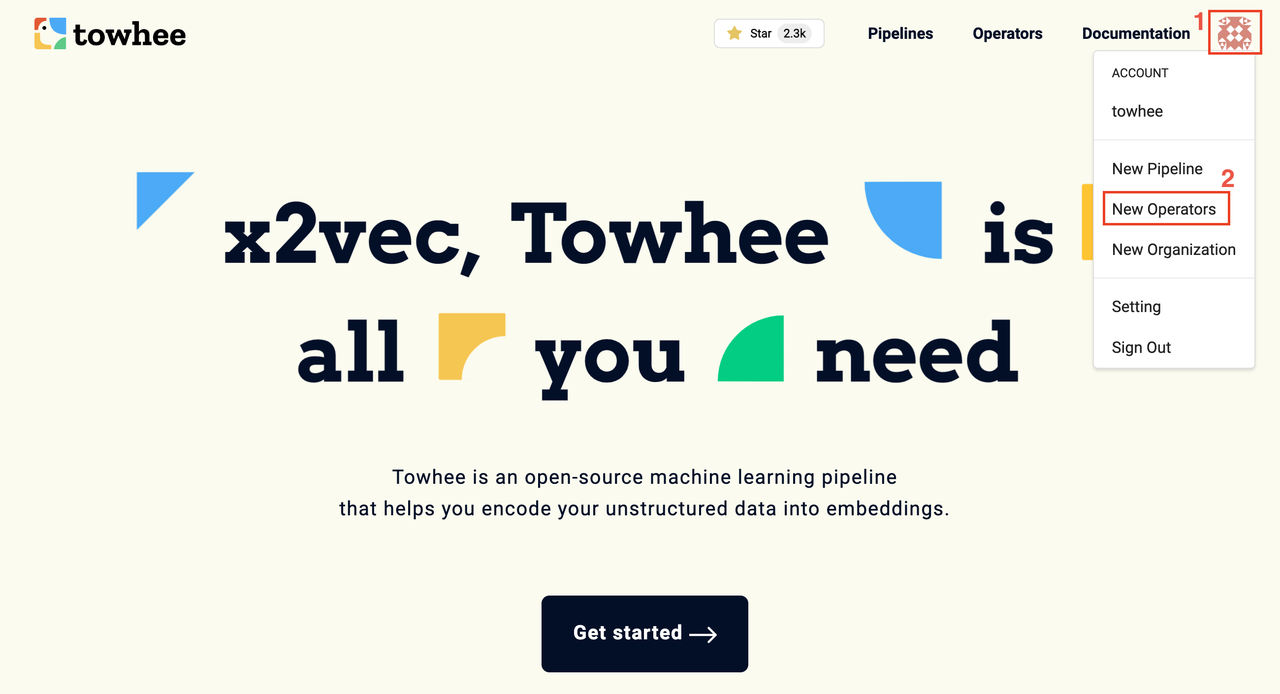 towhee
Star 2.3k
Pipelines
Operators
Documentation
1
ACCOUNT
towhee
New Pipeline
2
New Operators
New Organization
Setting
Sign Out
x2vec, Towhee is
all you need
Towhee is an open-source machine learning pipeline
that helps you encode your unstructured data into embeddings.
Get started